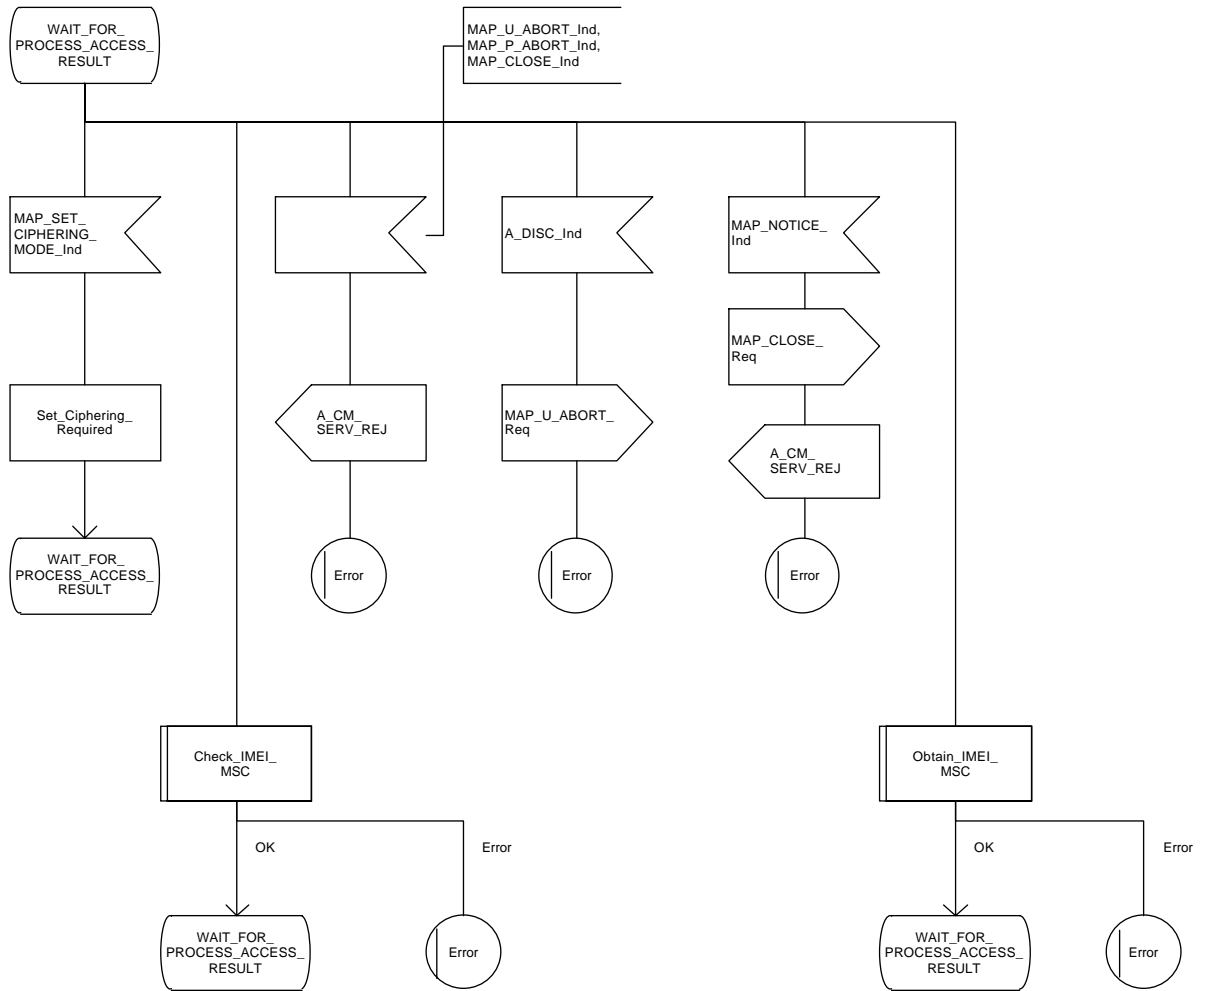 WAIT_FOR_
PROCESS_ACCESS_
RESULT
MAP_U_ABORT_Ind,
MAP_P_ABORT_Ind,
MAP_CLOSE_Ind
MAP_SET_
CIPHERING_
MODE_Ind
A_DISC_Ind
MAP_NOTICE_
Ind
MAP_CLOSE_
Req
Set_Ciphering_
Required
A_CM_
SERV_REJ
MAP_U_ABORT_
Req
A_CM_
SERV_REJ
WAIT_FOR_
PROCESS_ACCESS_
RESULT
Error
Error
Error
Check_IMEI_
MSC
Obtain_IMEI_
MSC
OK
Error
OK
Error
WAIT_FOR_
PROCESS_ACCESS_
RESULT
Error
WAIT_FOR_
PROCESS_ACCESS_
RESULT
Error